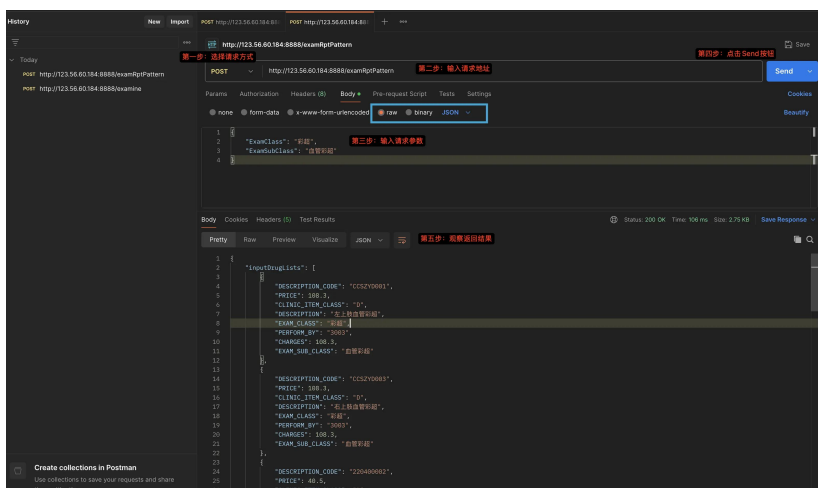 History
New
Import
POST http://123.56.60.184:88
POST http://123.56.60.184:88
http://123.56.60.184:8888/examRptPattern
Save
Today
第一步：选择请求方式
第四步：点击Send按钮
POST http://123.56.60.184:8888/examRptPattern
POST
http://123.56.60.184:8888/examRptPattern
第二步：输入请求地址
Send
POST http://123.56.60.184:8888/examine
Params Authorization Headers (8) Body Pre-request Script Tests Settings
Cookies
none form-data x-www-form-urlencoded raw binary JSON
Beautify
1 {
2 "ExamClass": "彩超",
第三步：输入请求参数
3 "ExamSubClass": "血管彩超"
4 }
Body Cookies Headers (5) Test Results
Status: 200 OK Time: 106 ms Size: 2.75 KB Save Response
Pretty Raw Preview Visualize JSON
第五步：观察返回结果
1 {
2 "inputDrugLists": [
3 {
4 "DESCRIPTION_CODE": "CCSZYD001",
5 "PRICE": 108.3,
6 "CLINIC_ITEM_CLASS": "D",
7 "DESCRIPTION": "左上肢血管彩超",
8 "EXAM_CLASS": "彩超",
9 "PERFORM_BY": "3003",
10 "CHARGES": 108.3,
11 "EXAM_SUB_CLASS": "血管彩超"
12 },
13 {
14 "DESCRIPTION_CODE": "CCSZYD003",
15 "PRICE": 108.3,
16 "CLINIC_ITEM_CLASS": "D",
17 "DESCRIPTION": "右上肢血管彩超",
18 "EXAM_CLASS": "彩超",
19 "PERFORM_BY": "3003",
20 "CHARGES": 108.3,
21 "EXAM_SUB_CLASS": "血管彩超"
22 },
23 {
24 "DESCRIPTION_CODE": "220400002",
25 "PRICE": 40.5,
Create collections in Postman
Use collections to save your requests and share